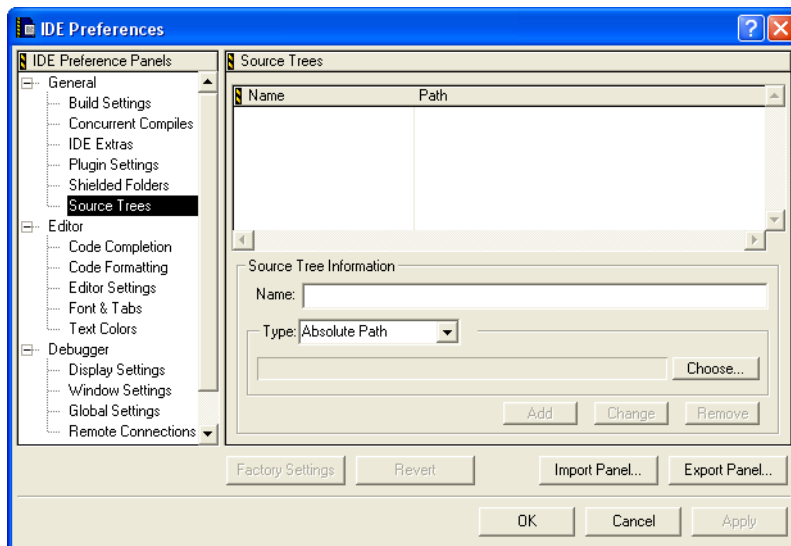 IDE Preferences
IDE Preference Panels
General
Build Settings
Concurrent Compiles
IDE Extras
Plugin Settings
Shielded Folders
Source Trees
Editor
Code Completion
Code Formatting
Editor Settings
Font & Tabs
Text Colors
Debugger
Display Settings
Window Settings
Global Settings
Remote Connections
Source Trees
Name Path
Source Tree Information
Name:
Type: Absolute Path
Choose...
Add Change Remove
Factory Settings Revert Import Panel... Export Panel...
OK Cancel Apply